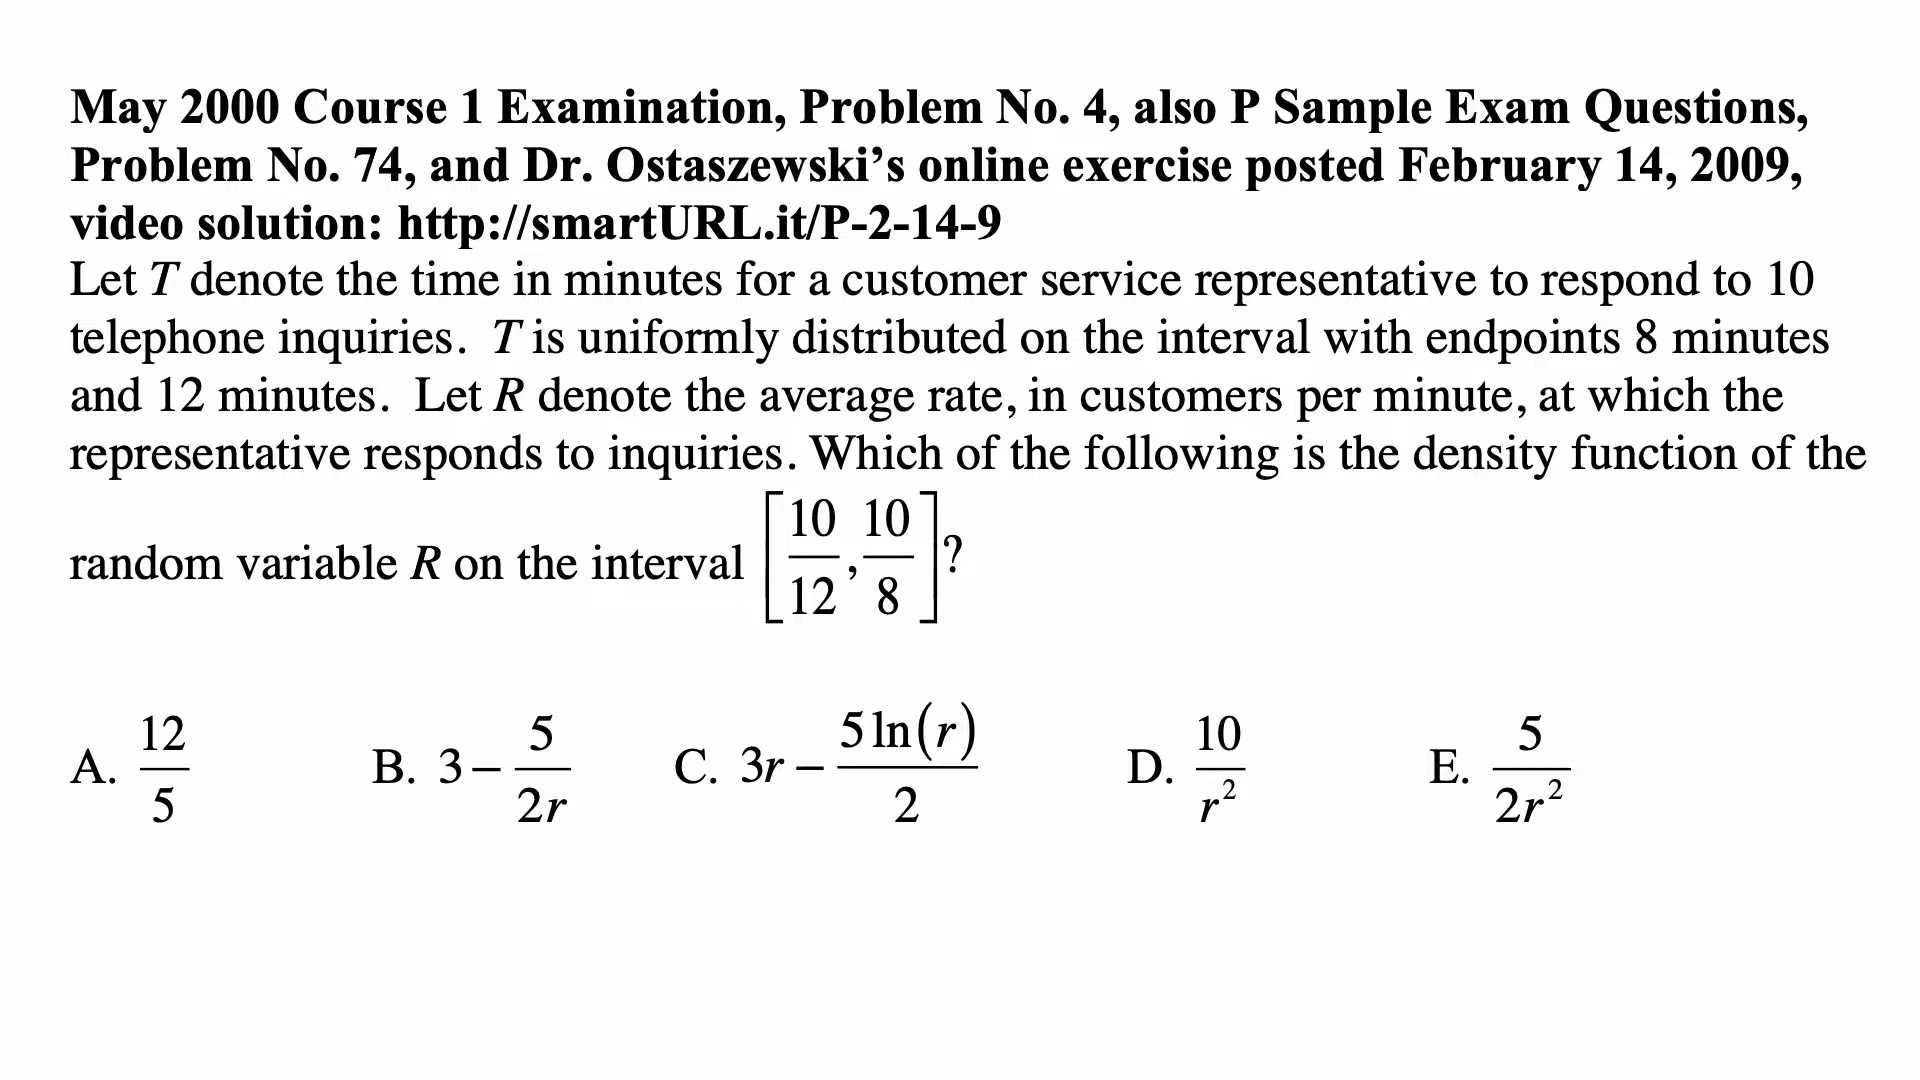 May 2000 Course 1 Examination, Problem No. 4, also P Sample Exam Questions,
Problem No. 74, and Dr. Ostaszewski’s online exercise posted February 14, 2009,
video solution: http://smartURL.it/P-2-14-9
Let T denote the time in minutes for a customer service representative to respond to 10
telephone inquiries. T is uniformly distributed on the interval with endpoints 8 minutes
and 12 minutes. Let R denote the average rate, in customers per minute, at which the
representative responds to inquiries. Which of the following is the density function of the
random variable R on the interval [10/12, 10/8]?
A. 12/5 B. 3 – 5/2r C. 3r – 5 ln(r)/2 D. 10/r² E. 5/2r²